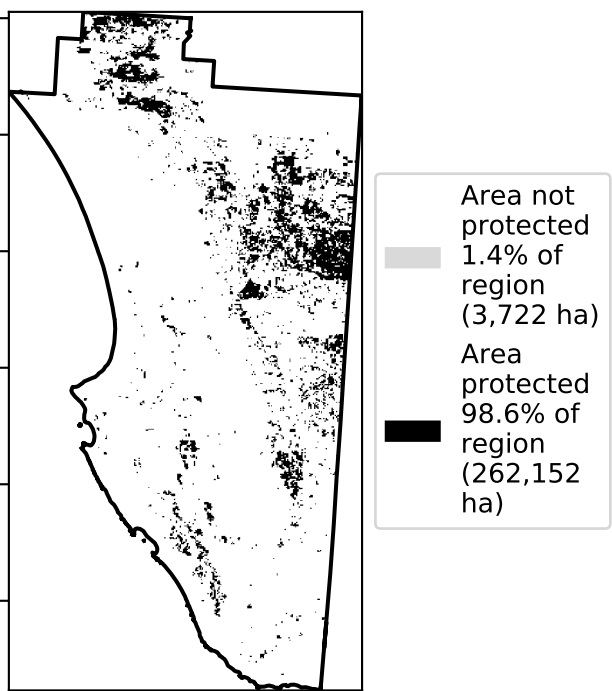 Area not
protected
1.4% of
region
(3,722 ha)
Area
protected
98.6% of
region
(262,152
ha)